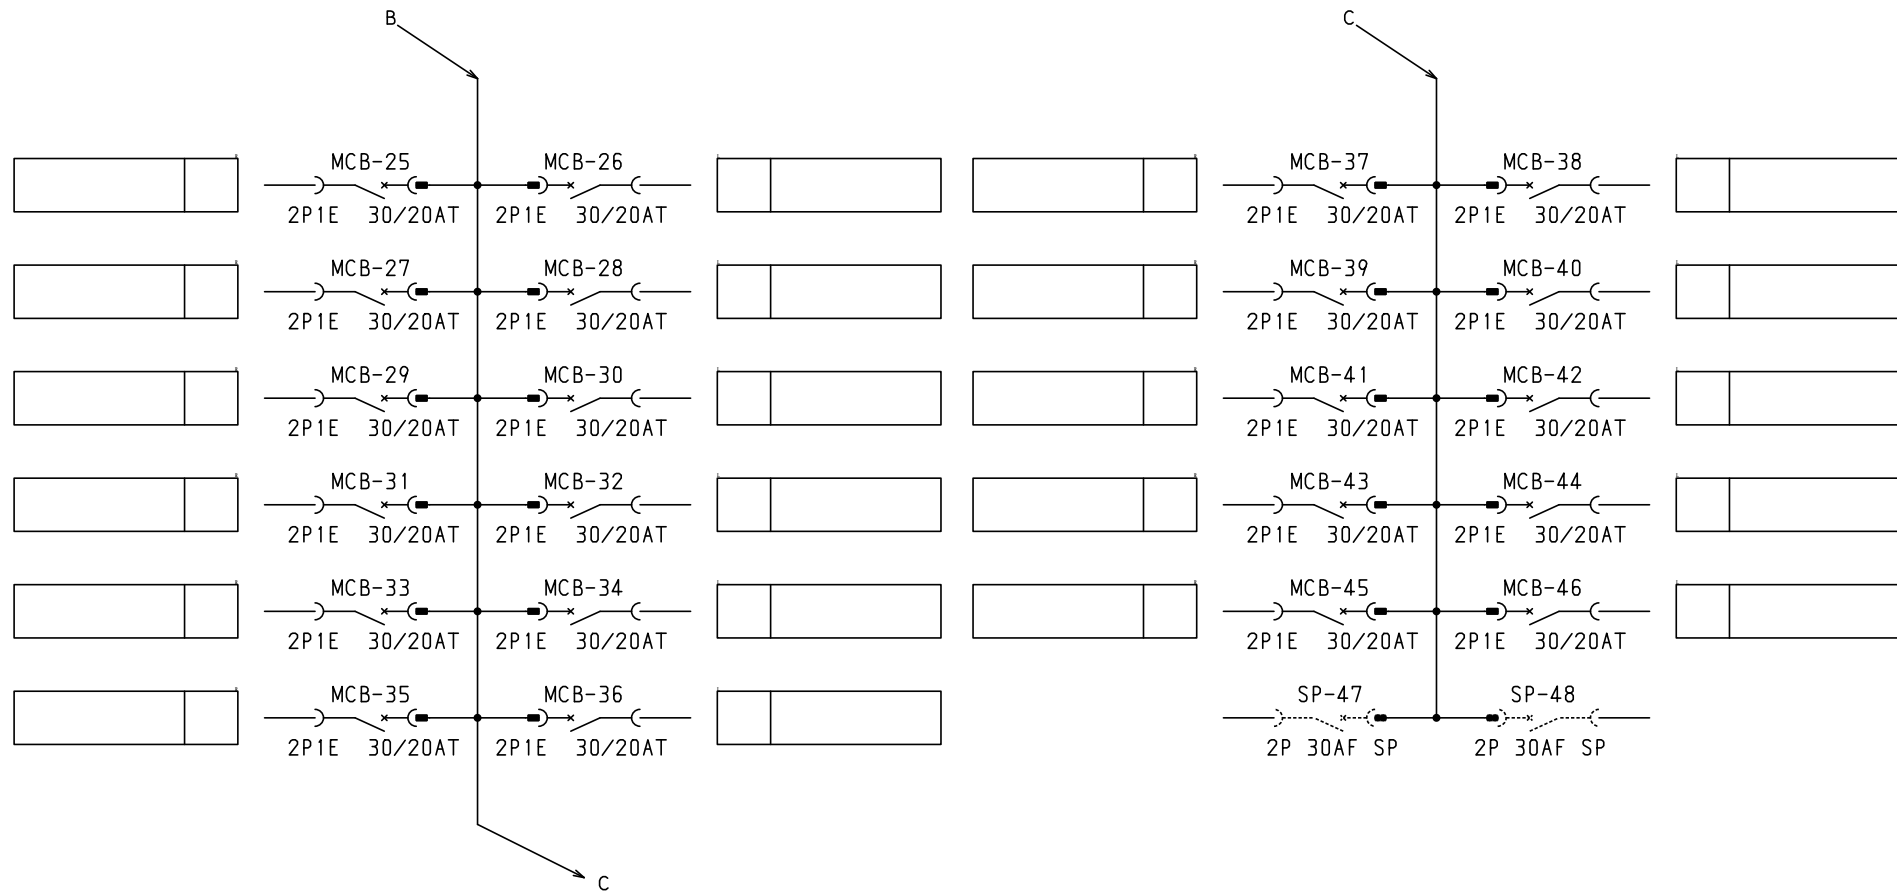 B
C
MCB-25 MCB-26 MCB-37 MCB-38
2P1E 30/20AT 2P1E 30/20AT 2P1E 30/20AT 2P1E 30/20AT
MCB-27 MCB-28 MCB-39 MCB-40
2P1E 30/20AT 2P1E 30/20AT 2P1E 30/20AT 2P1E 30/20AT
MCB-29 MCB-30 MCB-41 MCB-42
2P1E 30/20AT 2P1E 30/20AT 2P1E 30/20AT 2P1E 30/20AT
MCB-31 MCB-32 MCB-43 MCB-44
2P1E 30/20AT 2P1E 30/20AT 2P1E 30/20AT 2P1E 30/20AT
MCB-33 MCB-34 MCB-45 MCB-46
2P1E 30/20AT 2P1E 30/20AT 2P1E 30/20AT 2P1E 30/20AT
MCB-35 MCB-36 SP-47 SP-48
2P1E 30/20AT 2P1E 30/20AT 2P 30AF SP 2P 30AF SP
C